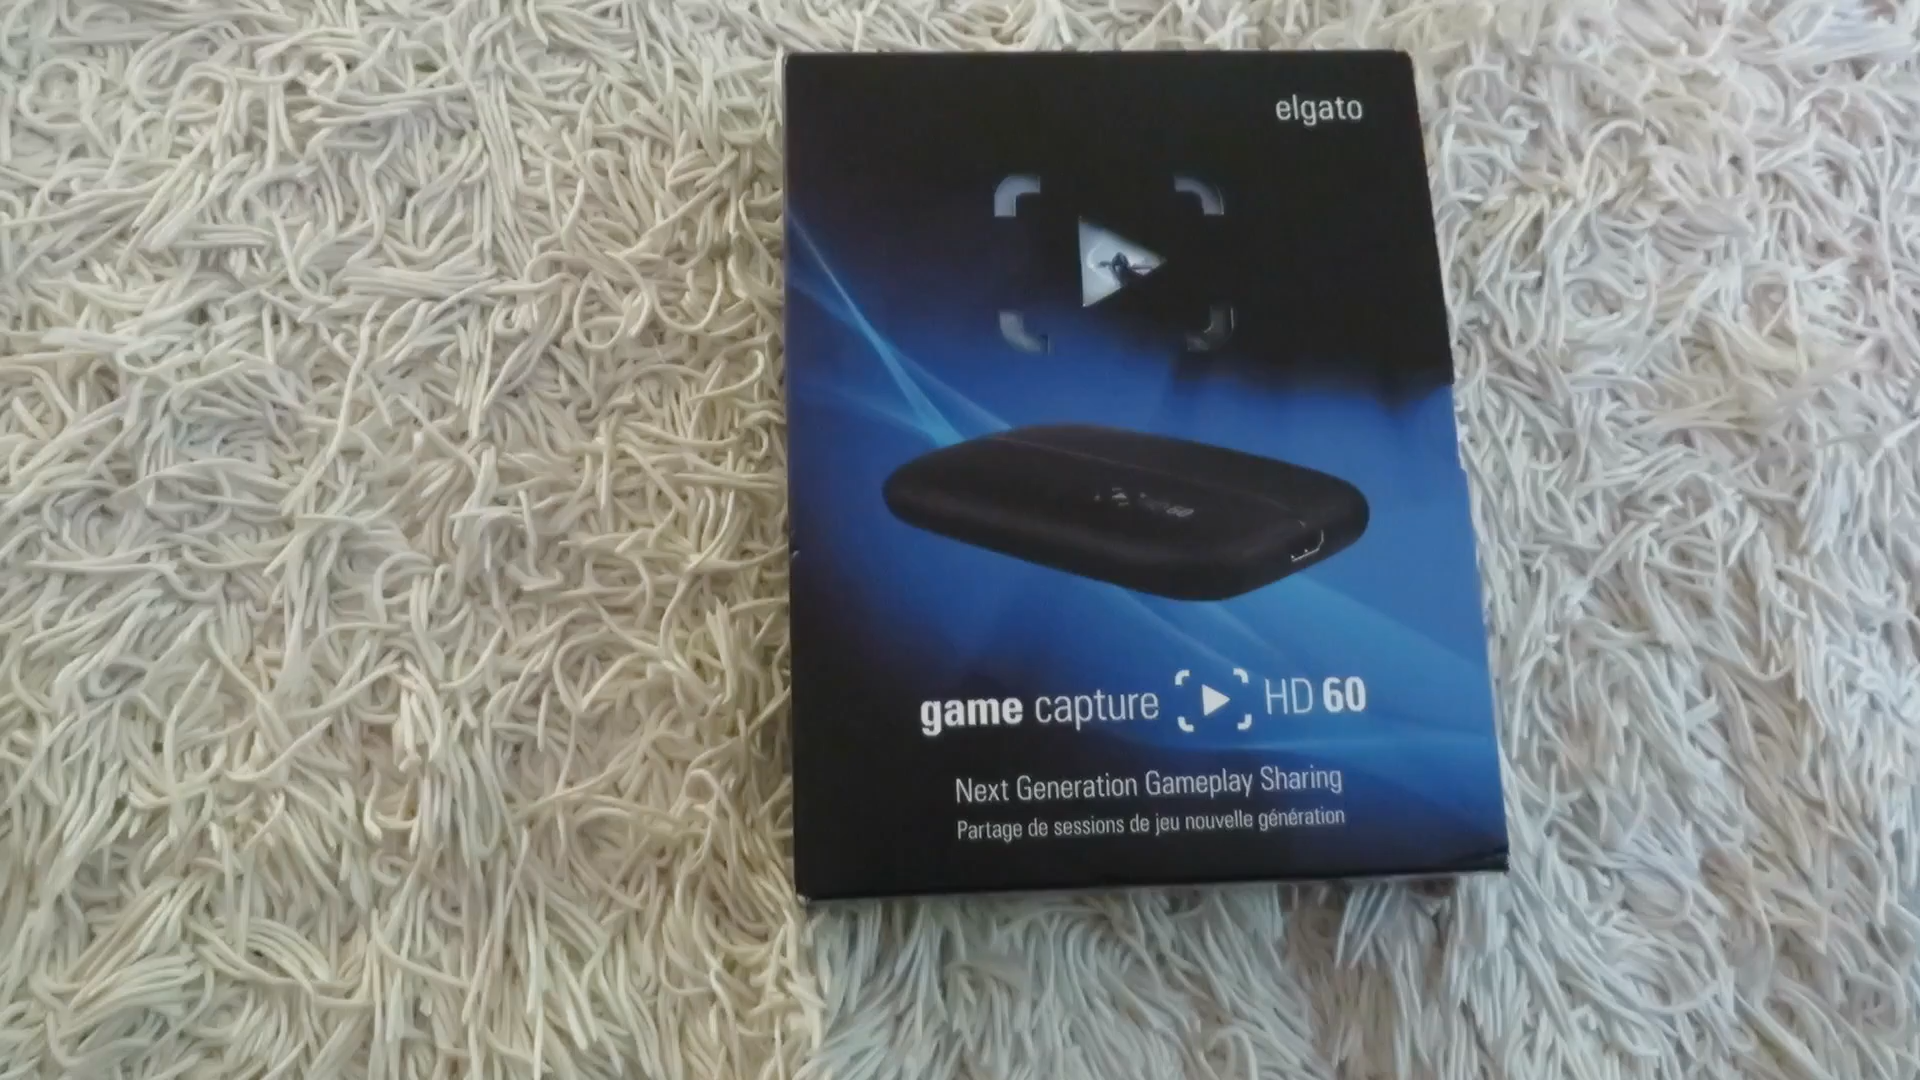 elgato
game capture HD 60
Next Generation Gameplay Sharing
Partage de sessions de jeu nouvelle génération